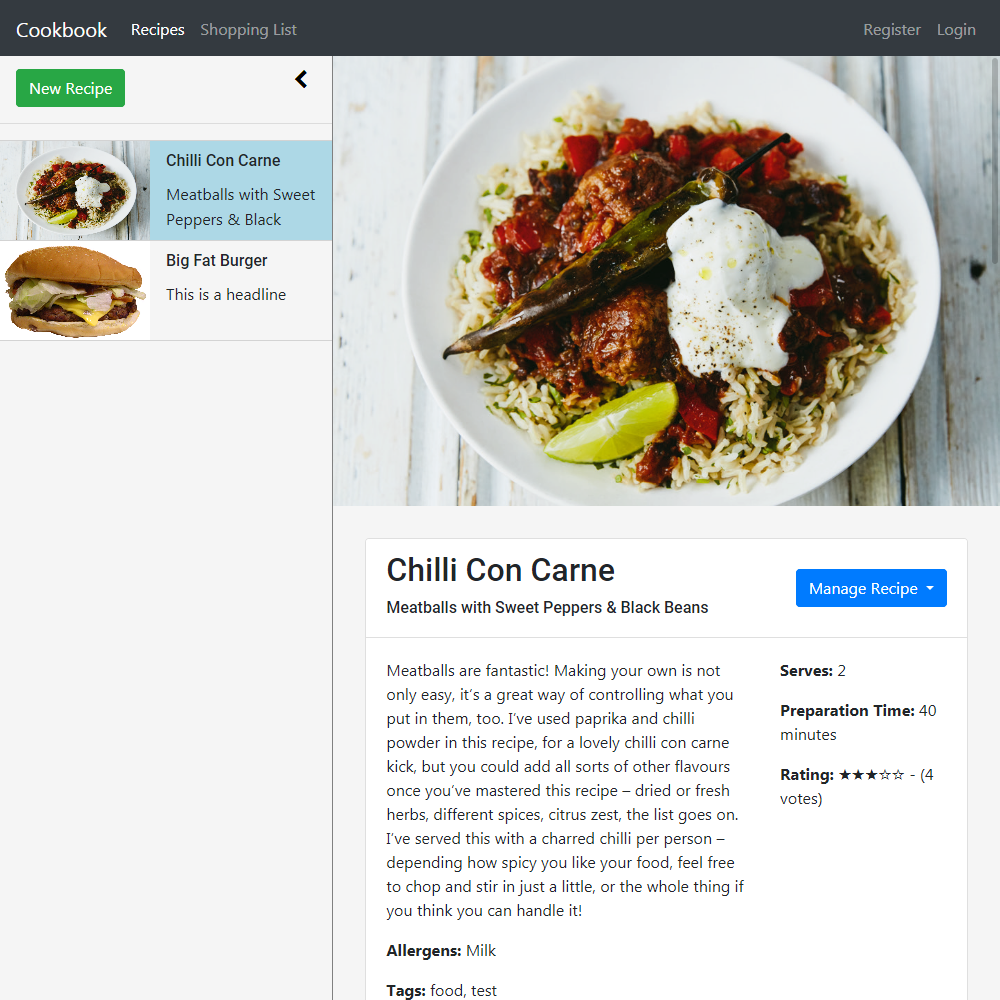 Cookbook Recipes Shopping List Register Login
New Recipe
Chilli Con Carne
Meatballs with Sweet
Peppers & Black
Big Fat Burger
This is a headline
Chilli Con Carne
Meatballs with Sweet Peppers & Black Beans
Manage Recipe
Meatballs are fantastic! Making your own is not
only easy, it’s a great way of controlling what you
put in them, too. I’ve used paprika and chilli
powder in this recipe, for a lovely chilli con carne
kick, but you could add all sorts of other flavours
once you’ve mastered this recipe – dried or fresh
herbs, different spices, citrus zest, the list goes on.
I’ve served this with a charred chilli per person –
depending how spicy you like your food, feel free
to chop and stir in just a little, or the whole thing if
you think you can handle it!
Allergens: Milk
Tags: food, test
Serves: 2
Preparation Time: 40
minutes
Rating: ★★★☆☆ - (4
votes)